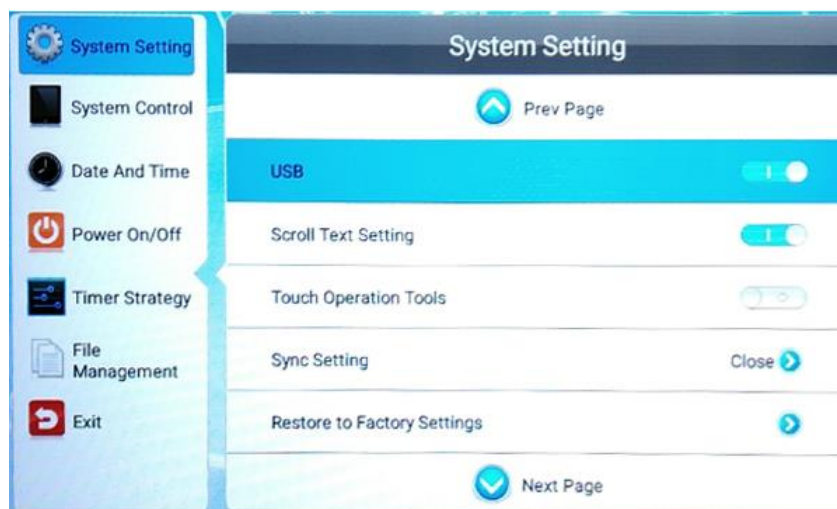 System Setting
System Control
Date And Time
Power On/Off
Timer Strategy
File
Management
Exit
System Setting
Prev Page
USB
Scroll Text Setting
Touch Operation Tools
Sync Setting Close
Restore to Factory Settings
Next Page